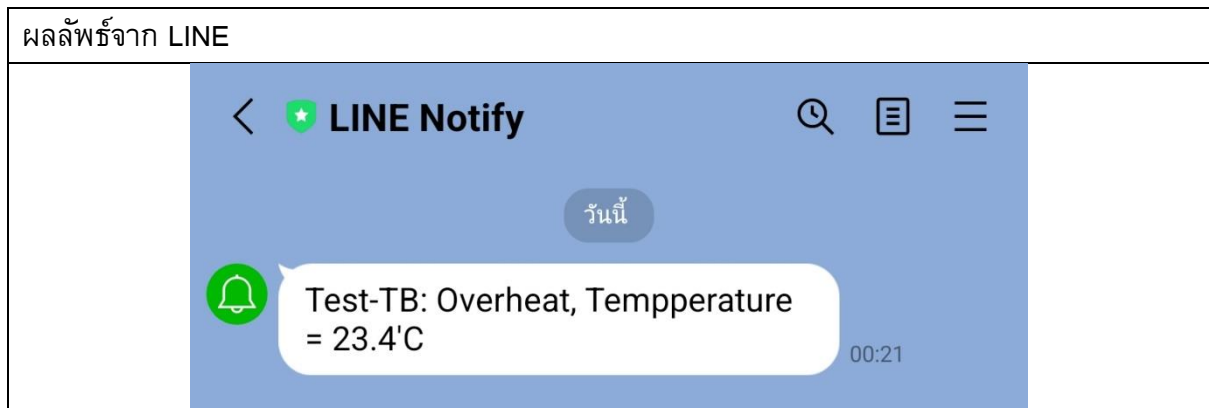 ผลลัพธ์จาก LINE
LINE Notify
วันนี้
Test-TB: Overheat, Tempperature
= 23.4'C
00:21